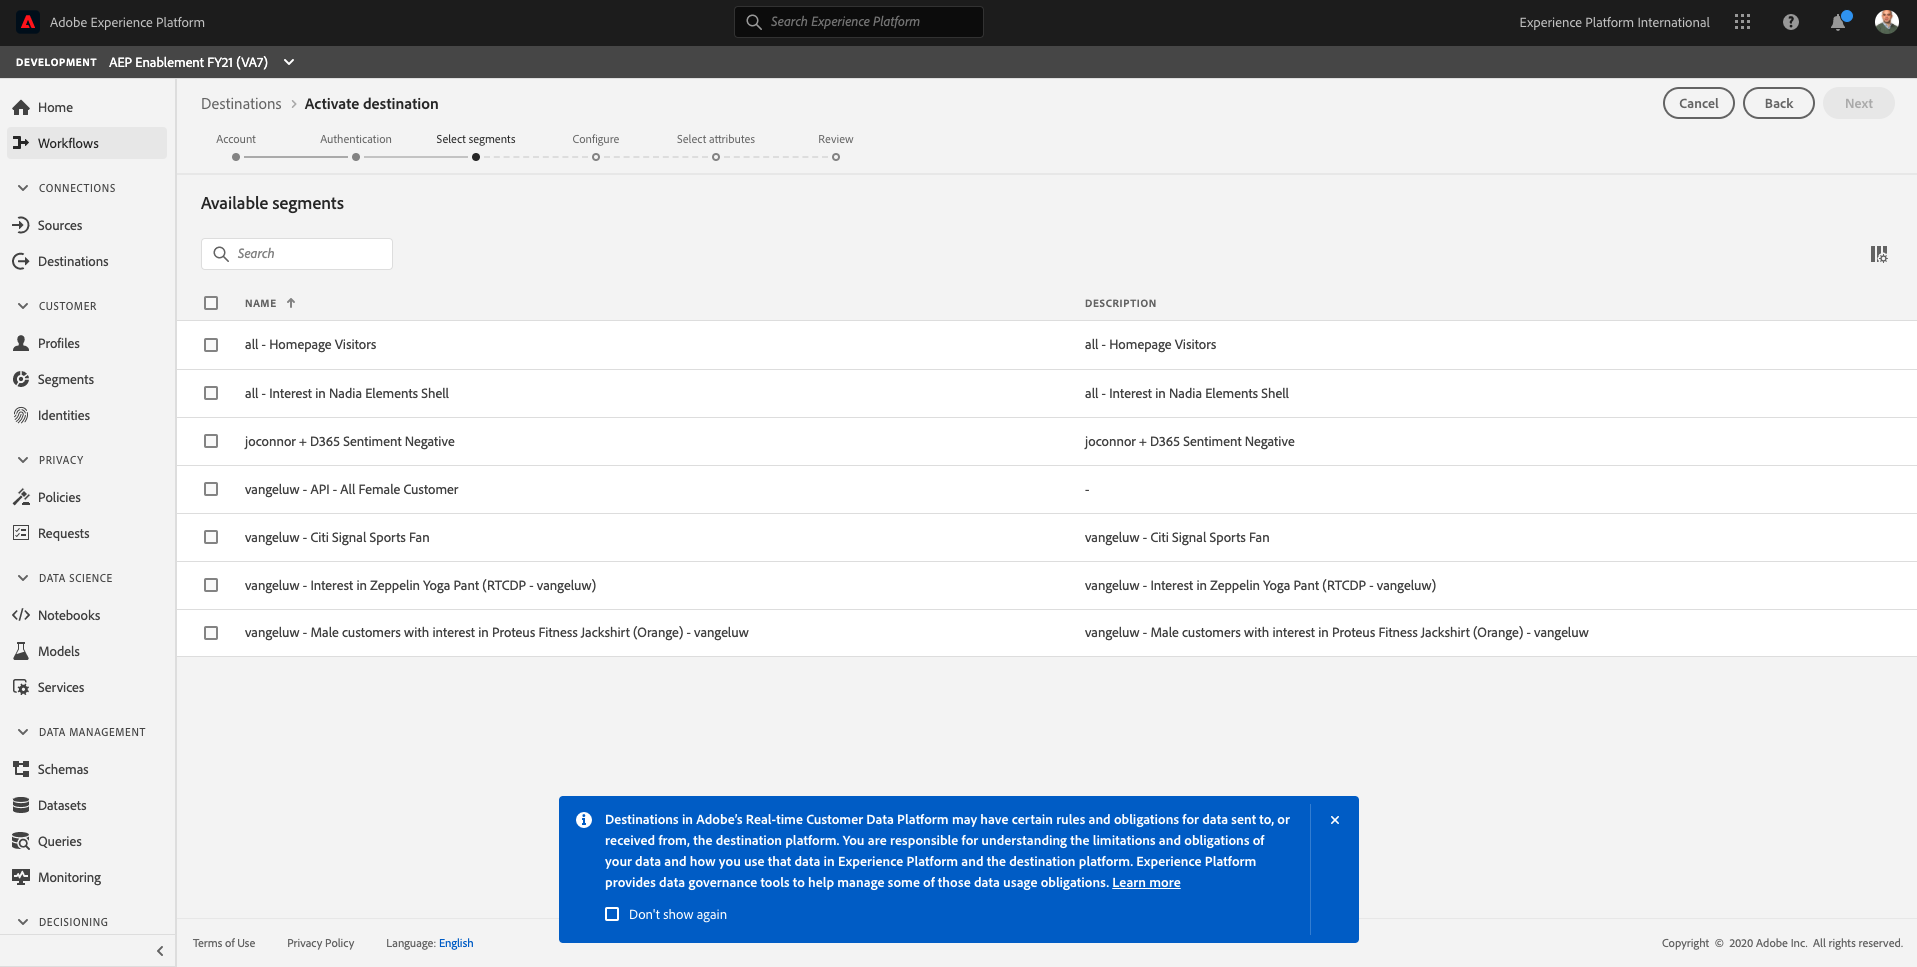 Adobe Experience Platform
Search Experience Platform
Experience Platform International
DEVELOPMENT AEP Enablement FY21 (VA7)
Home
Workflows
CONNECTIONS
Sources
Destinations
CUSTOMER
Profiles
Segments
Identities
PRIVACY
Policies
Requests
DATA SCIENCE
Notebooks
Models
Services
DATA MANAGEMENT
Schemas
Datasets
Queries
Monitoring
DECISIONING
Destinations > Activate destination
Cancel
Back
Next
Account
Authentication
Select segments
Configure
Select attributes
Review
Available segments
Search
NAME DESCRIPTION
all - Homepage Visitors all - Homepage Visitors
all - Interest in Nadia Elements Shell all - Interest in Nadia Elements Shell
joconnor + D365 Sentiment Negative joconnor + D365 Sentiment Negative
vangeluw - API - All Female Customer -
vangeluw - Citi Signal Sports Fan vangeluw - Citi Signal Sports Fan
vangeluw - Interest in Zeppelin Yoga Pant (RTCDP - vangeluw) vangeluw - Interest in Zeppelin Yoga Pant (RTCDP - vangeluw)
vangeluw - Male customers with interest in Proteus Fitness Jackshirt (Orange) - vangeluw vangeluw - Male customers with interest in Proteus Fitness Jackshirt (Orange) - vangeluw
Destinations in Adobe's Real-time Customer Data Platform may have certain rules and obligations for data sent to, or
received from, the destination platform. You are responsible for understanding the limitations and obligations of
your data and how you use that data in Experience Platform and the destination platform. Experience Platform
provides data governance tools to help manage some of those data usage obligations. Learn more
Don't show again
Terms of Use
Privacy Policy
Language: English
Copyright © 2020 Adobe Inc. All rights reserved.